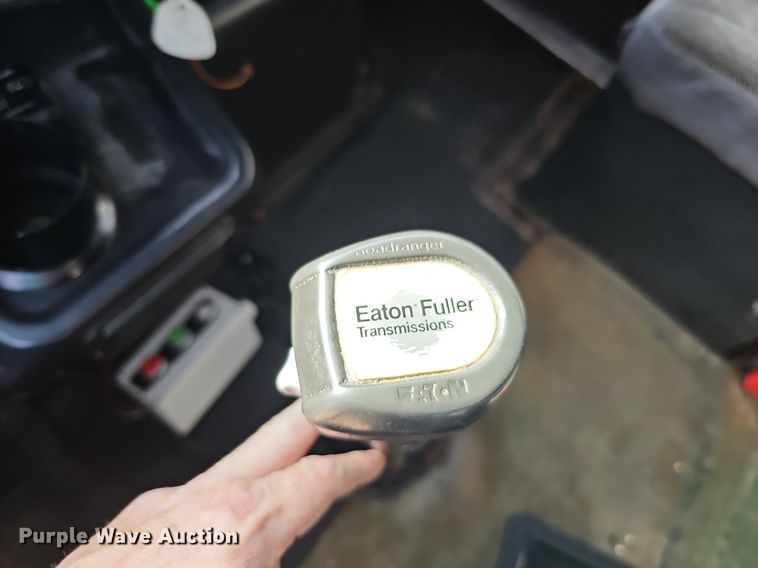 Roadranger
Eaton® Fuller
Transmissions
EATON
Purple Wave Auction